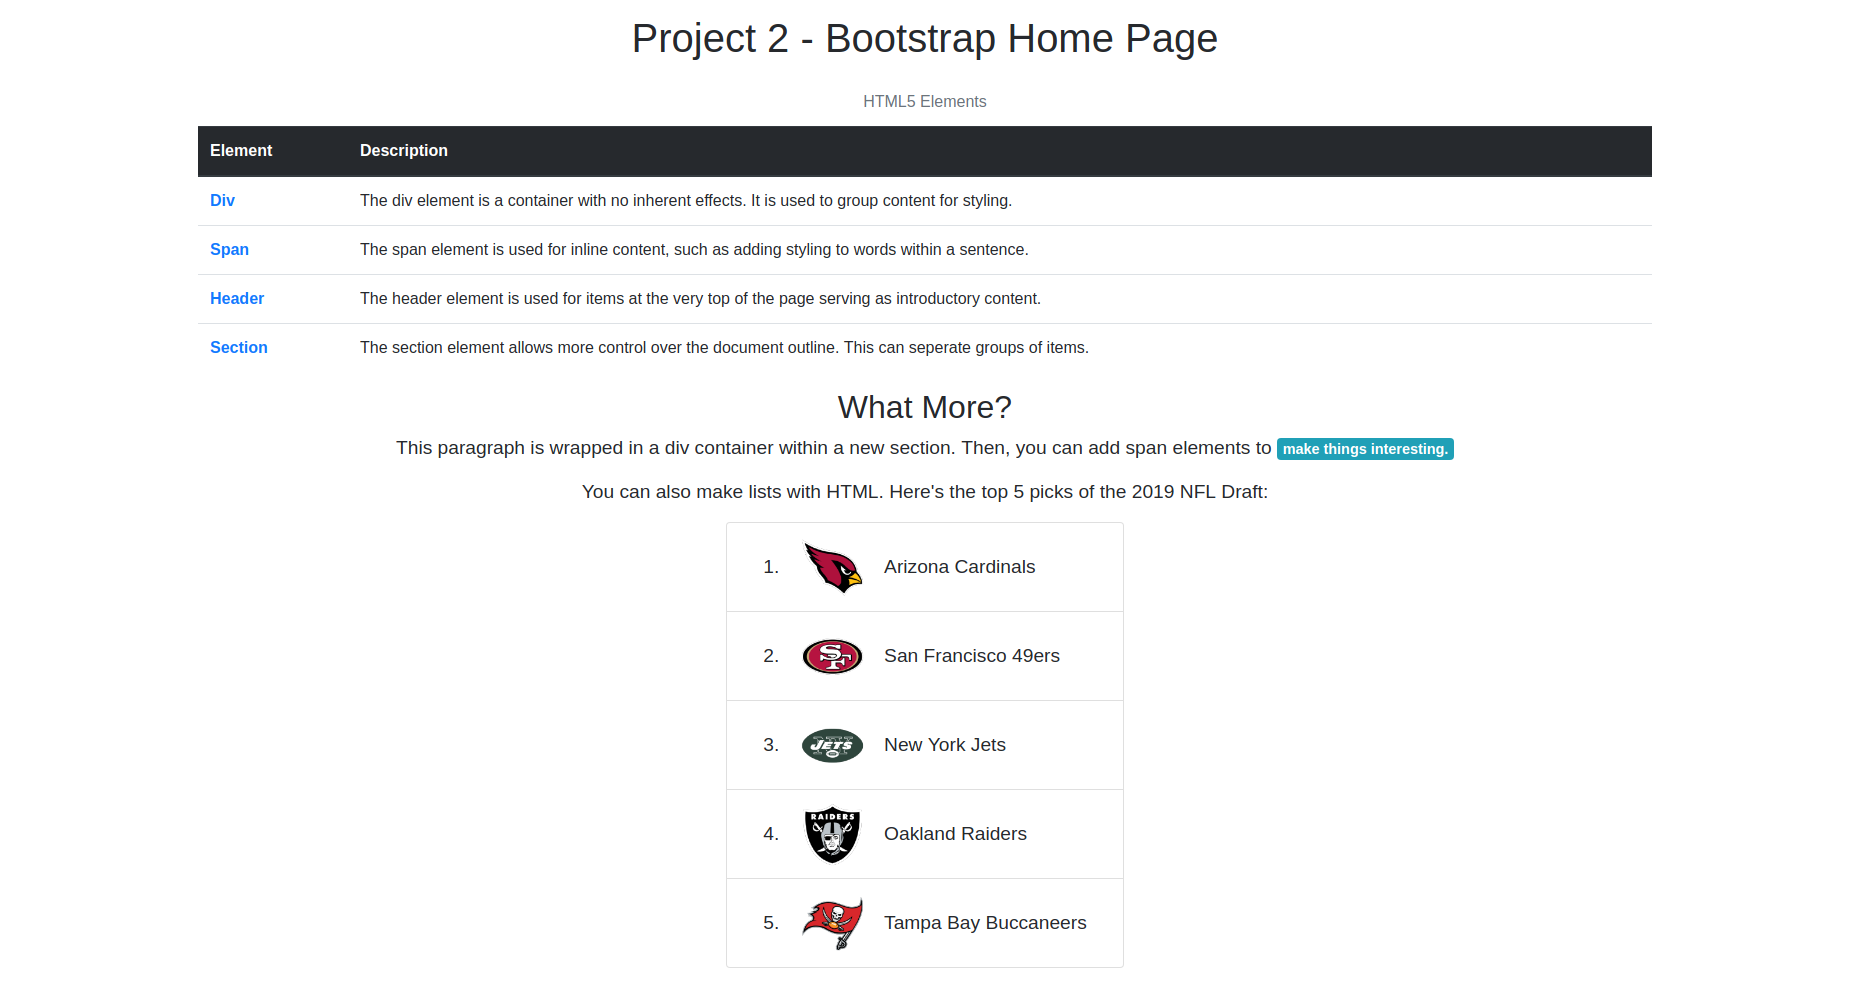 Project 2 - Bootstrap Home Page
HTML5 Elements
Element Description
Div The div element is a container with no inherent effects. It is used to group content for styling.
Span The span element is used for inline content, such as adding styling to words within a sentence.
Header The header element is used for items at the very top of the page serving as introductory content.
Section The section element allows more control over the document outline. This can seperate groups of items.
What More?
This paragraph is wrapped in a div container within a new section. Then, you can add span elements to make things interesting.
You can also make lists with HTML. Here's the top 5 picks of the 2019 NFL Draft:
1. Arizona Cardinals
2. SF San Francisco 49ers
3. JETS New York Jets
4. RAIDERS Oakland Raiders
5. Tampa Bay Buccaneers